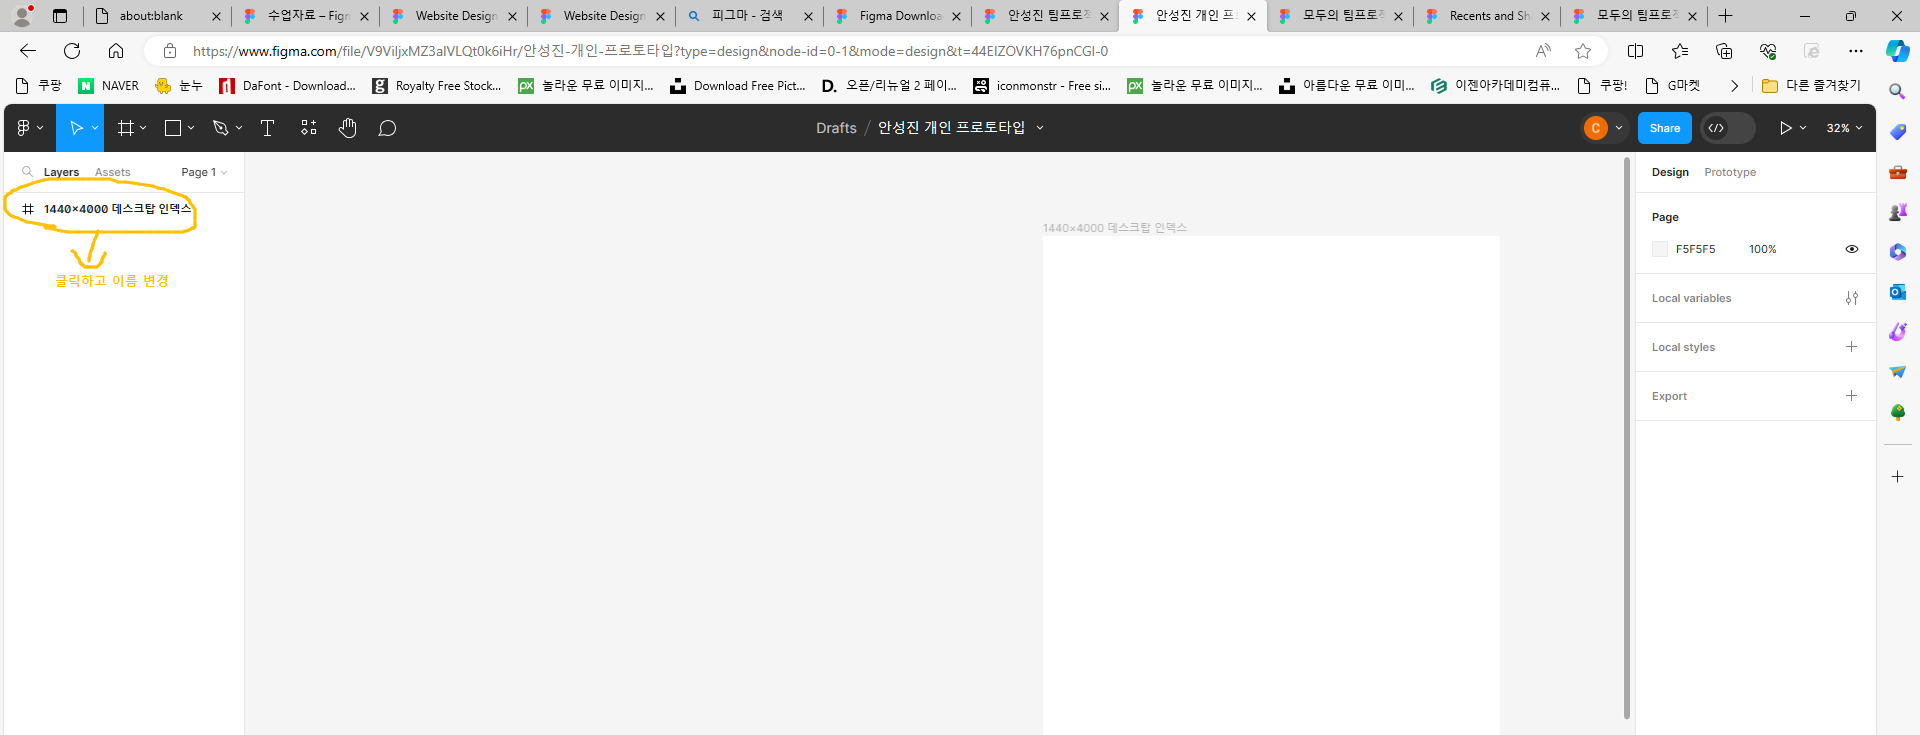 about:blank
수업자료 – Figm
Website Design
Website Design
피그마 - 검색
Figma Downloa
안성진 팀프로젝
안성진 개인 프
모두의 팀프로젝
Recents and Sh
모두의 팀프로젝
https://www.figma.com/file/V9ViljxMZ3alVLQt0k6iHr/안성진-개인-프로토타입?type=design&node-id=0-1&mode=design&t=44EIZOVKH76pnCGI-0
쿠팡
NAVER
눈누
DaFont - Download...
Royalty Free Stock...
놀라운 무료 이미지...
Download Free Pict...
오픈/리뉴얼 2 페이...
iconmonstr - Free si...
놀라운 무료 이미지...
아름다운 무료 이미...
이젠아카데미컴퓨...
쿠팡!
G마켓
다른 즐겨찾기
Drafts / 안성진 개인 프로토타입
C
Share
32%
Layers
Assets
Page 1
1440×4000 데스크탑 인덱스
클릭하고 이름 변경
1440×4000 데스크탑 인덱스
Design
Prototype
Page
F5F5F5
100%
Local variables
Local styles
Export